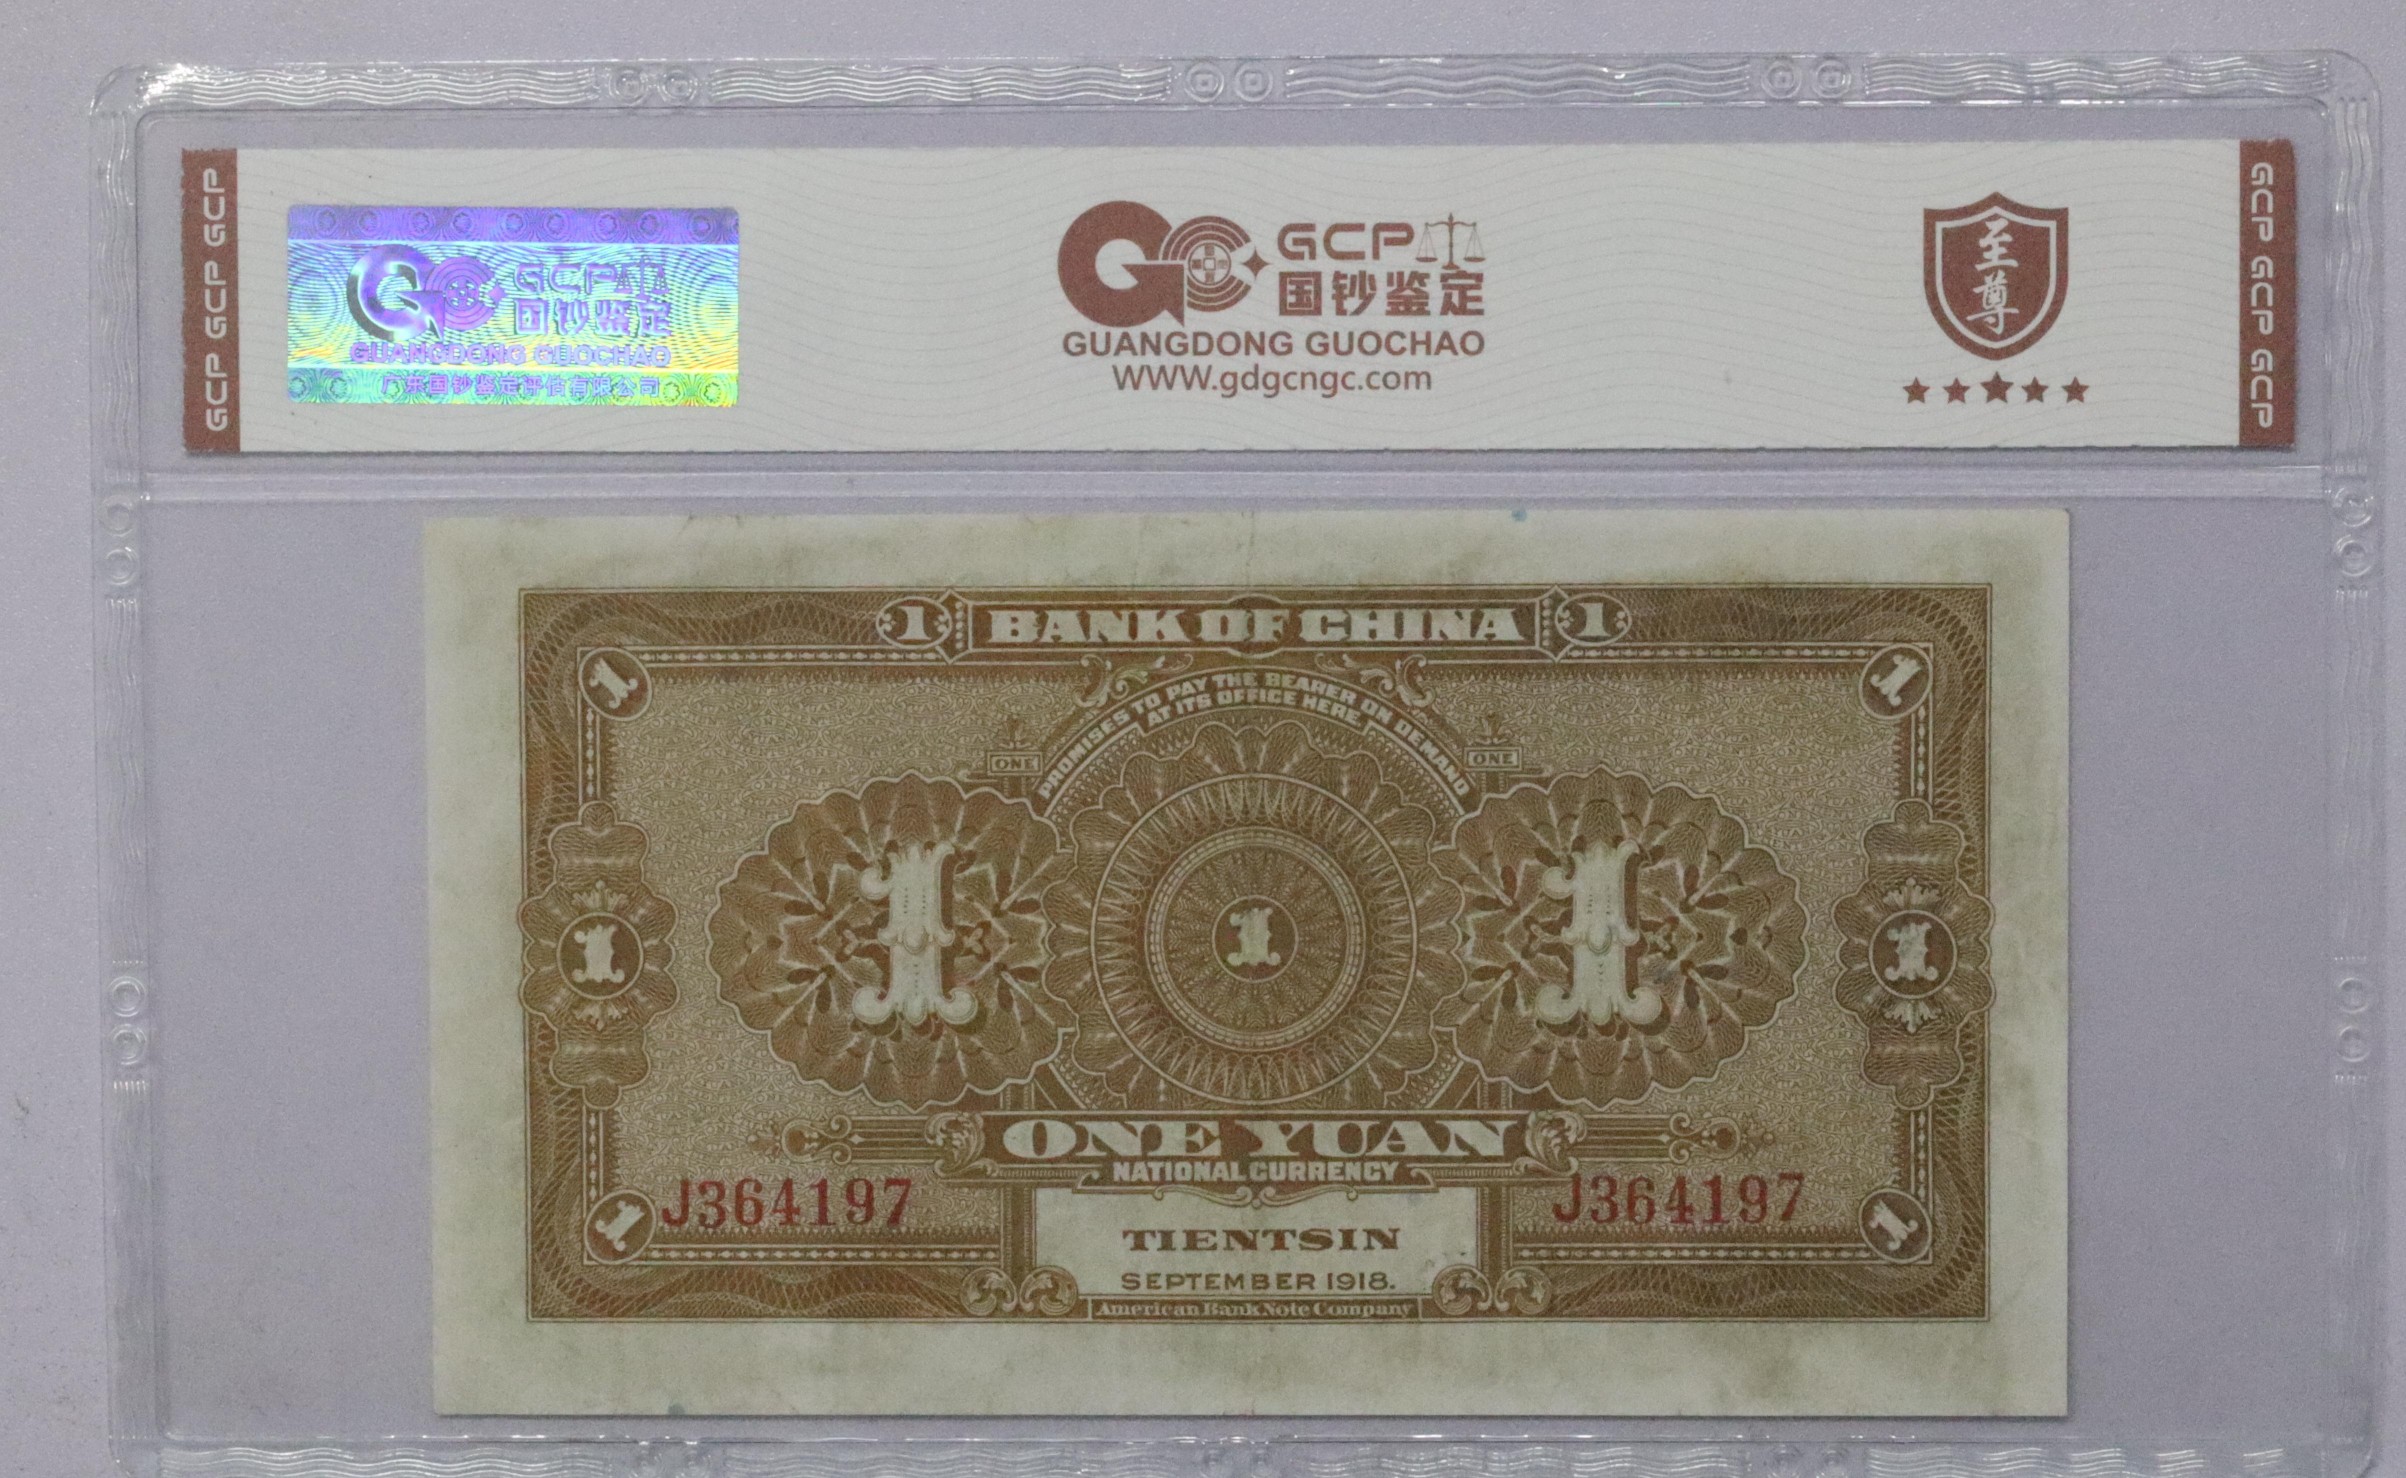 GCP GCP GCP
GCP
国钞鉴定
GUANGDONG GUOCHAO
广东国钞鉴定评估有限公司
GCP
国钞鉴定
GUANGDONG GUOCHAO
WWW.gdgcngc.com
至尊
GCP GCP GCP
1 BANK OF CHINA 1
1 1
PROMISES TO PAY THE BEARER ON DEMAND
AT ITS OFFICE HERE.
ONE ONE
1 1 1 1 1
ONE YUAN
NATIONAL CURRENCY
J364197 J364197
1 1
TIENTSIN
SEPTEMBER 1918.
American Bank Note Company